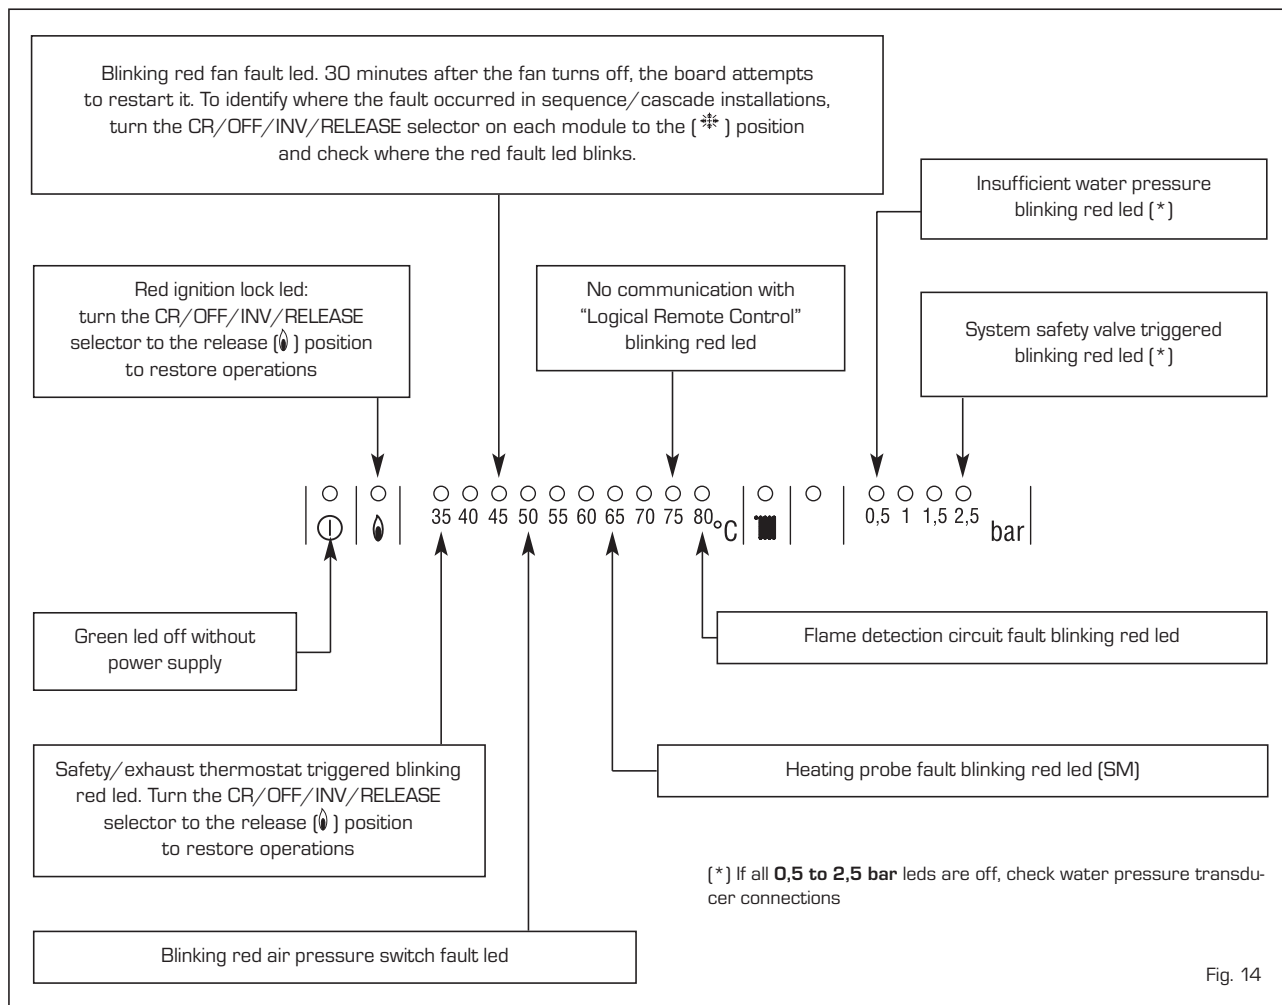 Blinking red fan fault led. 30 minutes after the fan turns off, the board attempts
to restart it. To identify where the fault occurred in sequence/cascade installations,
turn the CR/OFF/INV/RELEASE selector on each module to the ( ) position
and check where the red fault led blinks.
Insufficient water pressure
blinking red led (*)
Red ignition lock led:
turn the CR/OFF/INV/RELEASE
selector to the release ( ) position
to restore operations
No communication with
“Logical Remote Control”
blinking red led
System safety valve triggered
blinking red led (*)
35 40 45 50 55 60 65 70 75 80 °C
0,5 1 1,5 2,5 bar
Green led off without
power supply
Flame detection circuit fault blinking red led
Safety/exhaust thermostat triggered blinking
red led. Turn the CR/OFF/INV/RELEASE
selector to the release ( ) position
to restore operations
Heating probe fault blinking red led (SM)
(*) If all 0,5 to 2,5 bar leds are off, check water pressure transdu-
cer connections
Blinking red air pressure switch fault led
Fig. 14